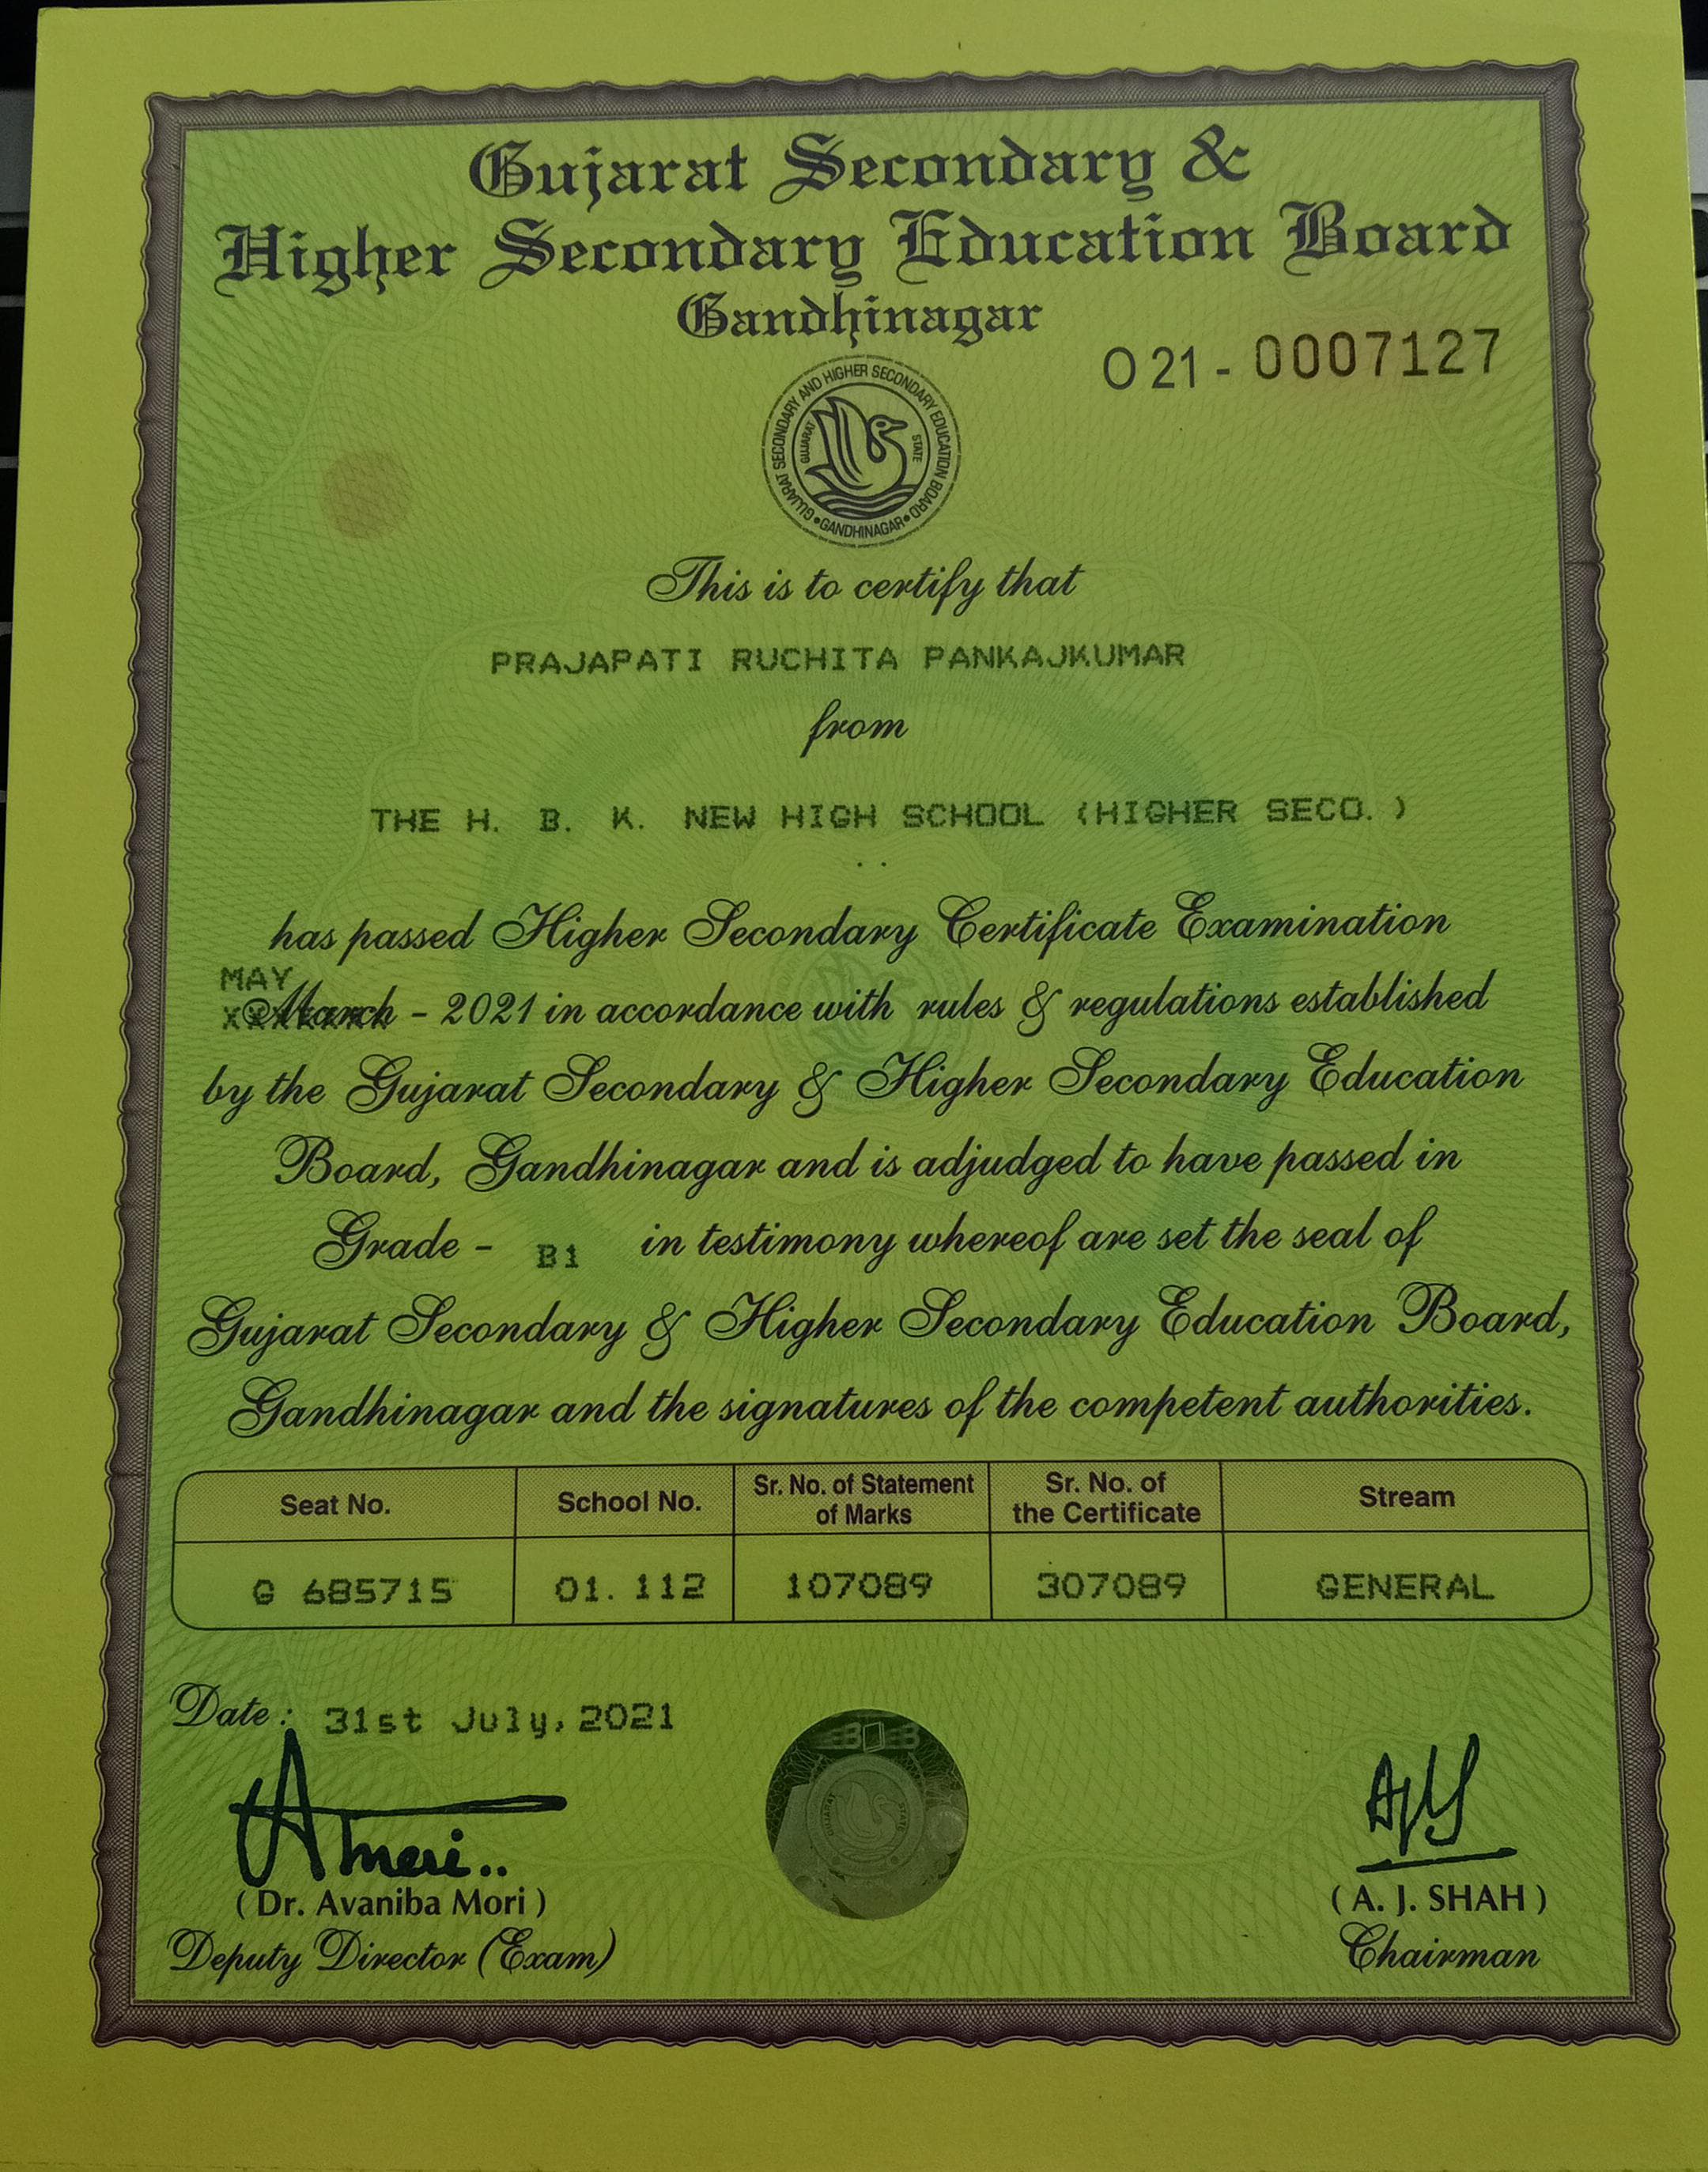 Gujarat Secondary &
Higher Secondary Education Board
Gandhinagar
O 21 - 0007127
GUJARAT SECONDARY AND HIGHER SECONDARY EDUCATION BOARD
GUJARAT STATE
• GANDHINAGAR •
This is to certify that
PRAJAPATI RUCHITA PANKAJKUMAR
from
THE H. B. K. NEW HIGH SCHOOL (HIGHER SECO. )
. .
has passed Higher Secondary Certificate Examination
MAY
March - 2021 in accordance with rules & regulations established
by the Gujarat Secondary & Higher Secondary Education
Board, Gandhinagar and is adjudged to have passed in
Grade - B1 in testimony whereof are set the seal of
Gujarat Secondary & Higher Secondary Education Board,
Gandhinagar and the signatures of the competent authorities.
Seat No. School No. Sr. No. of Statement of Marks Sr. No. of the Certificate Stream
G 685715 01. 112 107089 307089 GENERAL
Date : 31st July, 2021
GUJARAT STATE
( Dr. Avaniba Mori )
Deputy Director (Exam)
( A. J. SHAH )
Chairman